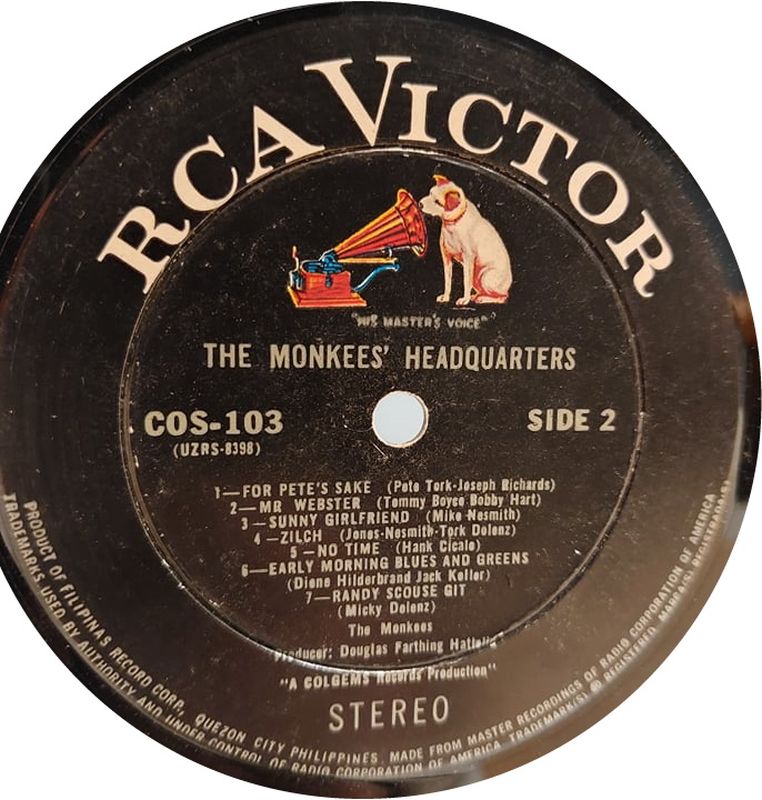 RCA VICTOR
"HIS MASTER'S VOICE"
THE MONKEES' HEADQUARTERS
COS-103
SIDE 2
(UZRS-8398)
1—FOR PETE'S SAKE (Pete Tork-Joseph Richards)
2—MR WEBSTER (Tommy Boyce Bobby Hart)
3—SUNNY GIRLFRIEND (Mike Nesmith)
4—ZILCH (Jones-Nesmith-Tork Dolenz)
5—NO TIME (Hank Cicalo)
6—EARLY MORNING BLUES AND GREENS
(Diane Hilderbrand Jack Keller)
7—RANDY SCOUSE GIT
(Micky Dolenz)
The Monkees
Producer: Douglas Farthing Hatlelid
"A COLGEMS Records Production"
STEREO
PRODUCT OF FILIPINAS RECORD CORP. QUEZON CITY PHILIPPINES. MADE FROM MASTER RECORDINGS OF RADIO CORPORATION OF AMERICA
TRADEMARKS USED BY AUTHORITY AND UNDER CONTROL OF RADIO CORPORATION OF AMERICA. TRADEMARK(S) ® REGISTERED. MARCA(S) REGISTRADA(S)